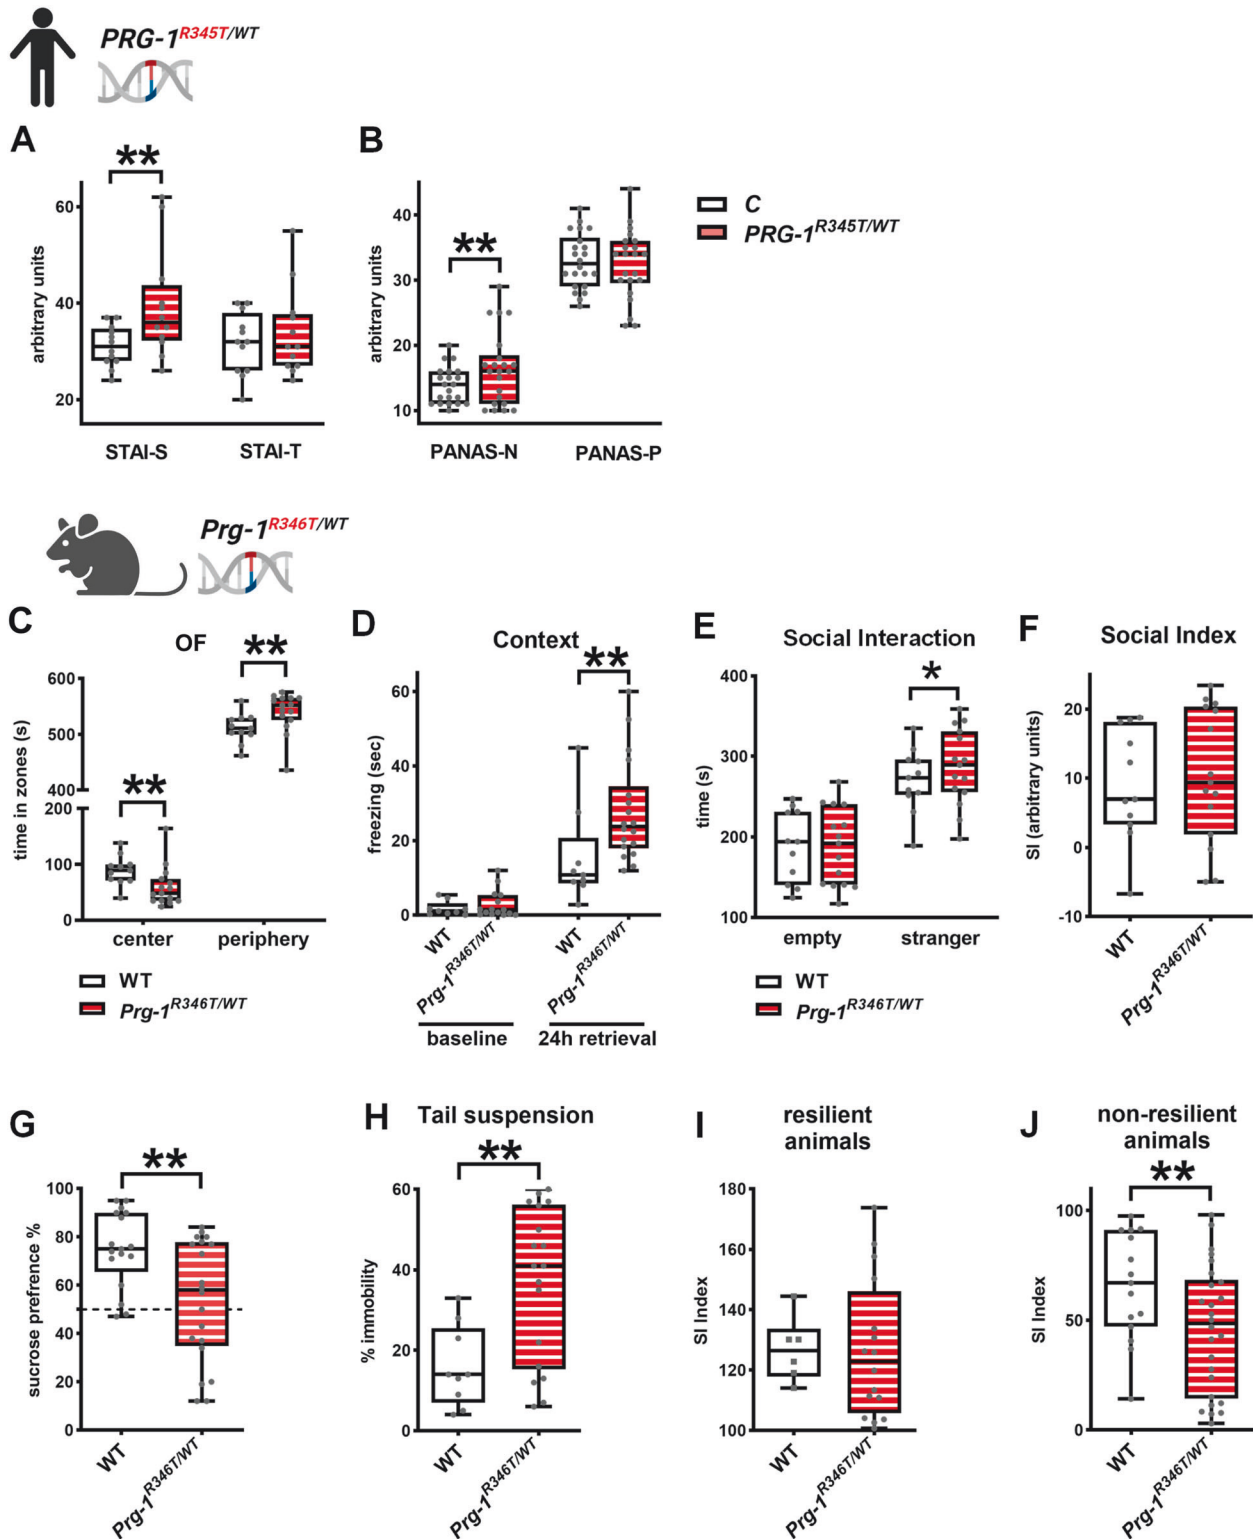 PRG-1R345T/WT
A
B
**
60
40
20
arbitrary units
STAI-S
STAI-T
**
40
30
20
10
arbitrary units
PANAS-N
PANAS-P
C
PRG-1R345T/WT
Prg-1R346T/WT
C
OF
**
**
600
500
400
200
100
0
time in zones (s)
center
periphery
WT
Prg-1R346T/WT
D
Context
**
60
40
20
0
freezing (sec)
WT
Prg-1R346T/WT
WT
Prg-1R346T/WT
baseline
24h retrieval
E
Social Interaction
*
400
300
200
100
time (s)
empty
stranger
WT
Prg-1R346T/WT
F
Social Index
20
10
0
-10
SI (arbitrary units)
WT
Prg-1R346T/WT
G
**
100
80
60
40
20
0
sucrose prefrence %
WT
Prg-1R346T/WT
H
Tail suspension
**
60
40
20
0
% immobility
WT
Prg-1R346T/WT
I
resilient
animals
180
160
140
120
100
SI Index
WT
Prg-1R346T/WT
J
non-resilient
animals
**
100
50
0
SI Index
WT
Prg-1R346T/WT